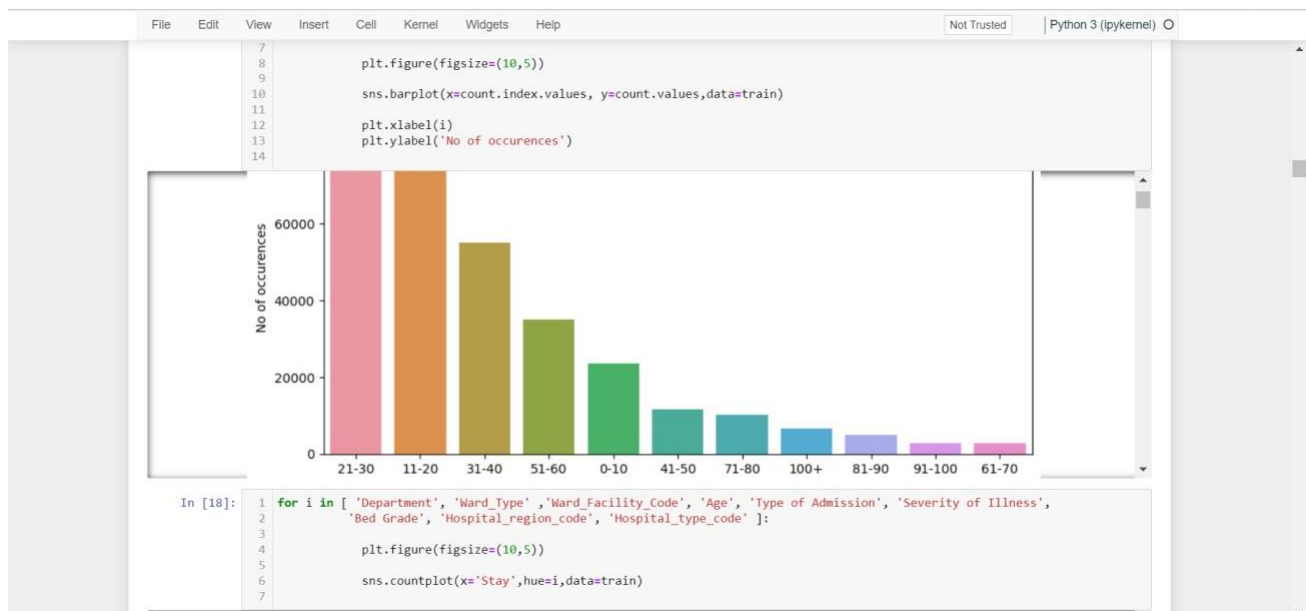 File Edit View Insert Cell Kernel Widgets Help Not Trusted Python 3 (ipykernel)
7
8 plt.figure(figsize=(10,5))
9
10 sns.barplot(x=count.index.values, y=count.values,data=train)
11
12 plt.xlabel(i)
13 plt.ylabel('No of occurences')
14
No of occurences
60000
40000
20000
0
21-30 11-20 31-40 51-60 0-10 41-50 71-80 100+ 81-90 91-100 61-70
In [18]: 1 for i in [ 'Department', 'Ward_Type' ,'Ward_Facility_Code', 'Age', 'Type of Admission', 'Severity of Illness',
2 'Bed Grade', 'Hospital_region_code', 'Hospital_type_code' ]:
3
4 plt.figure(figsize=(10,5))
5
6 sns.countplot(x='Stay',hue=i,data=train)
7